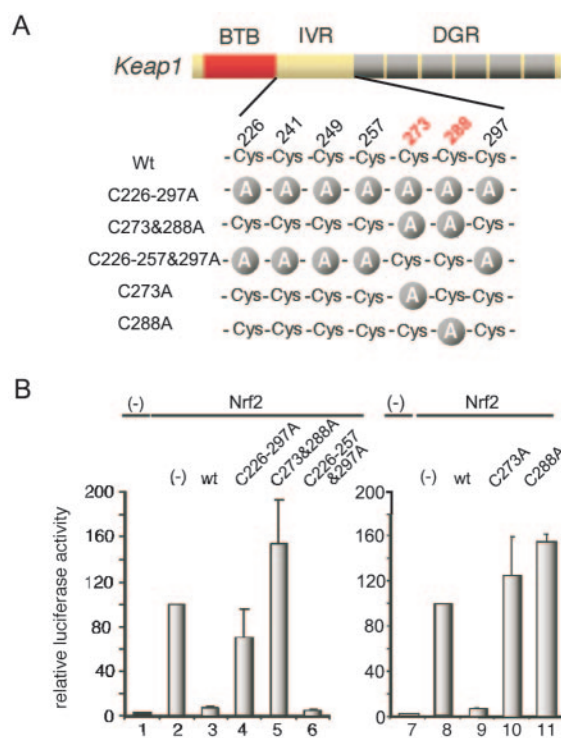 A
BTB IVR DGR
Keap1
226 241 249 257 273 288 297
Wt -Cys-Cys-Cys-Cys-Cys-Cys-Cys-
C226-297A -A-A-A-A-A-A-A-
C273&288A -Cys-Cys-Cys-Cys-A-A-Cys-
C226-257&297A -A-A-A-A-Cys-Cys-A-
C273A -Cys-Cys-Cys-Cys-A-Cys-Cys-
C288A -Cys-Cys-Cys-Cys-Cys-A-Cys-
B
(-) Nrf2 (-) Nrf2
(-) wt C226-297A C273&288A C226-257&297A (-) wt C273A C288A
relative luciferase activity
200 200
160 160
120 120
80 80
40 40
0 0
1 2 3 4 5 6 7 8 9 10 11